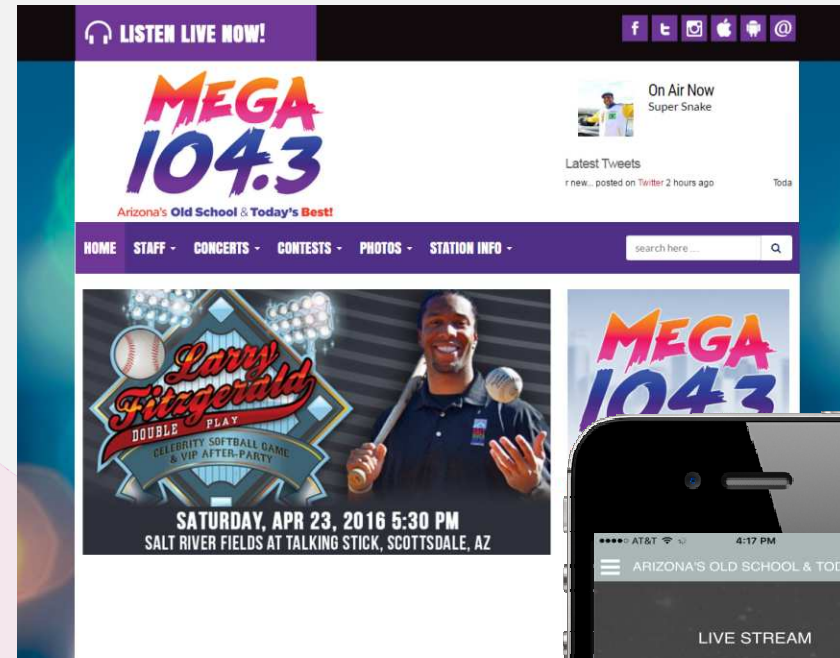 LISTEN LIVE NOW!
MEGA
104.3
Arizona's Old School & Today's Best!
On Air Now
Super Snake
Latest Tweets
r new... posted on Twitter 2 hours ago
Toda
HOME STAFF CONCERTS CONTESTS PHOTOS STATION INFO
search here ...
Larry
Fitzgerald
DOUBLE PLAY
CELEBRITY SOFTBALL GAME
& VIP AFTER-PARTY
SATURDAY, APR 23, 2016 5:30 PM
SALT RIVER FIELDS AT TALKING STICK, SCOTTSDALE, AZ
MEGA
104.3
AT&T 4:17 PM
ARIZONA'S OLD SCHOOL & TOD
LIVE STREAM